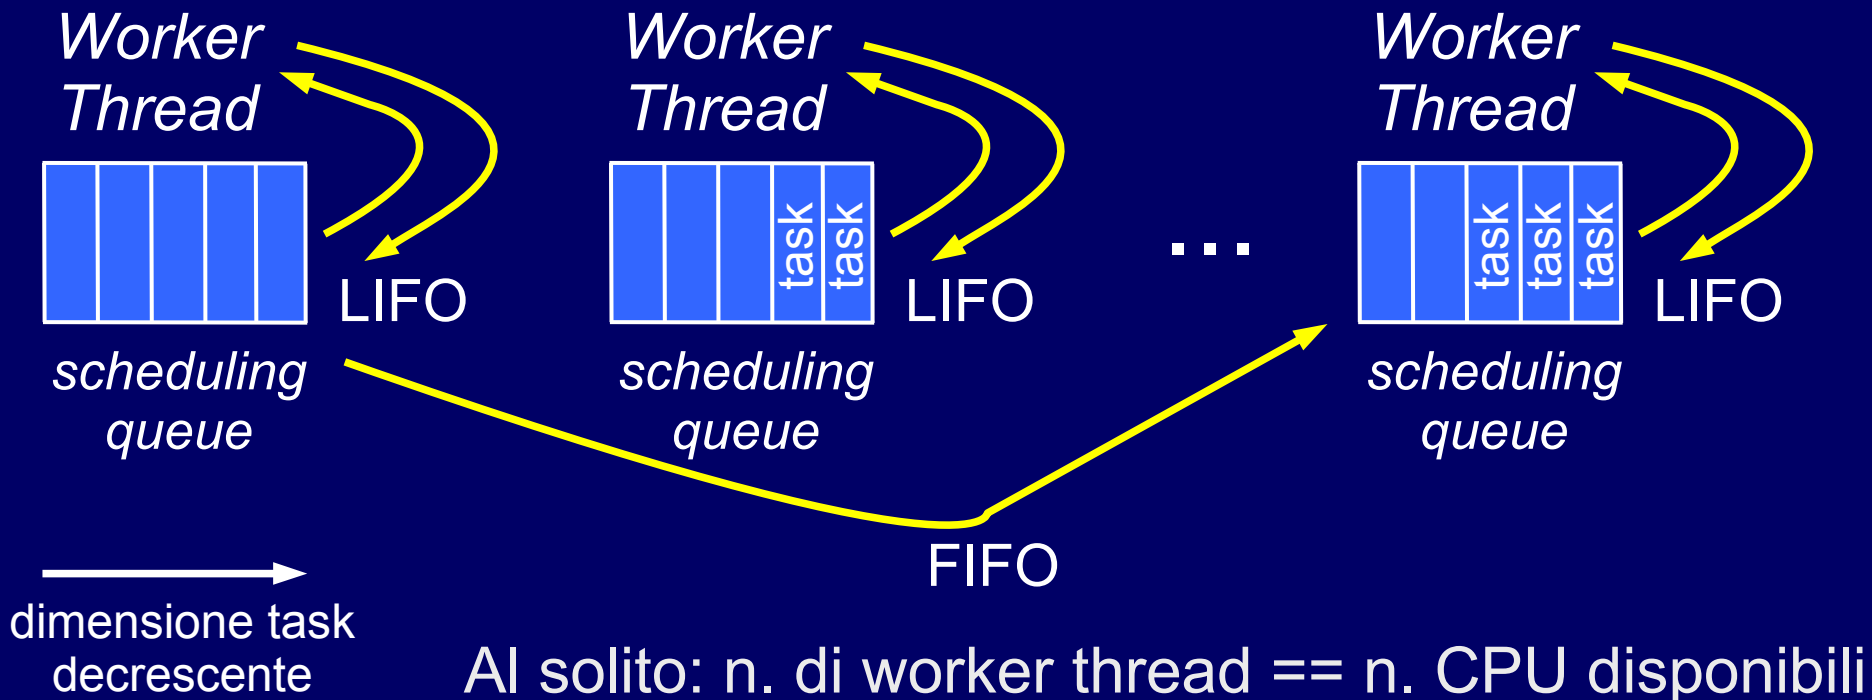 Worker
Thread
Worker
Thread
Worker
Thread
task
task
task
task
task
LIFO
LIFO
...
LIFO
scheduling
queue
scheduling
queue
scheduling
queue
FIFO
dimensione task
decrescente
Al solito: n. di worker thread == n. CPU disponibili